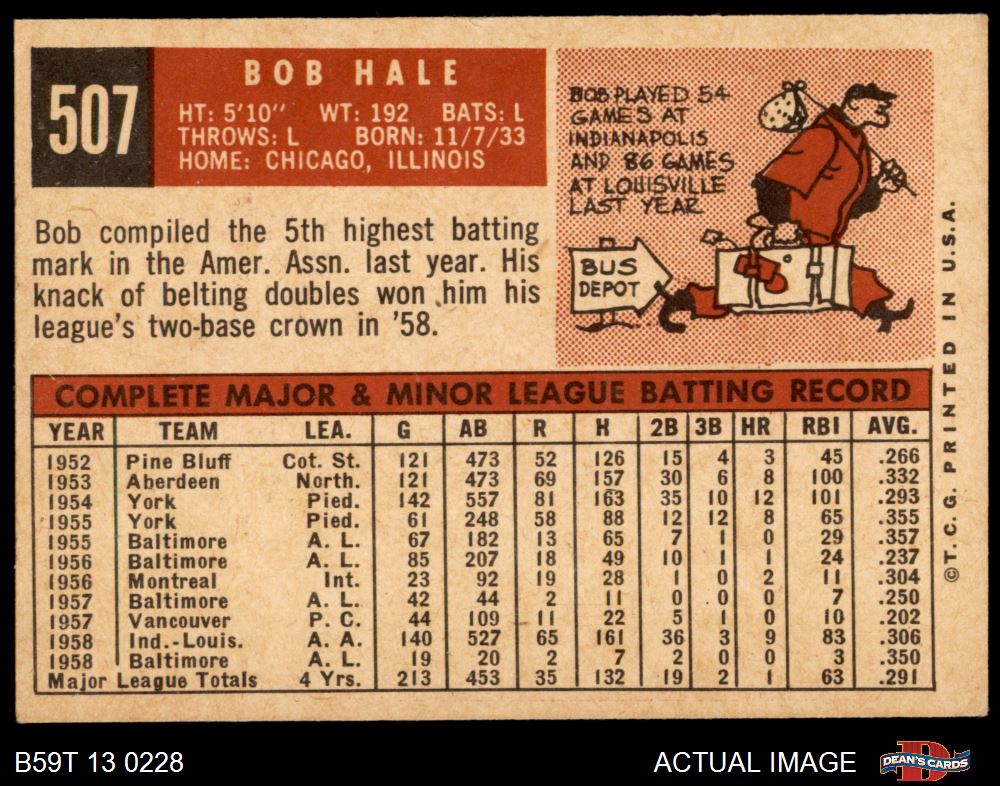 507
BOB HALE
HT: 5'10" WT: 192 BATS: L
THROWS: L BORN: 11/7/33
HOME: CHICAGO, ILLINOIS
Bob compiled the 5th highest batting
mark in the Amer. Assn. last year. His
knack of belting doubles won him his
league's two-base crown in '58.
BOB PLAYED 54
GAMES AT
INDIANAPOLIS
AND 86 GAMES
AT LOUISVILLE
LAST YEAR
BUS
DEPOT
COMPLETE MAJOR & MINOR LEAGUE BATTING RECORD
YEAR TEAM LEA. G AB R H 2B 3B HR RBI AVG.
1952 Pine Bluff Cot. St. 121 473 52 126 15 4 3 45 .266
1953 Aberdeen North. 121 473 69 157 30 6 8 100 .332
1954 York Pied. 142 557 81 163 35 10 12 101 .293
1955 York Pied. 61 248 58 88 12 12 8 65 .355
1955 Baltimore A. L. 67 182 13 65 7 1 0 29 .357
1956 Baltimore A. L. 85 207 18 49 10 1 1 24 .237
1956 Montreal Int. 23 92 19 28 1 0 2 11 .304
1957 Baltimore A. L. 42 44 2 11 0 0 0 7 .250
1957 Vancouver P. C. 44 109 11 22 5 1 0 10 .202
1958 Ind.-Louis. A. A. 140 527 65 161 36 3 9 83 .306
1958 Baltimore A. L. 19 20 2 7 2 0 0 3 .350
Major League Totals 4 Yrs. 213 453 35 132 19 2 1 63 .291
©T. C. G. PRINTED IN U.S.A.
B59T 13 0228
ACTUAL IMAGE
D
DEAN'S CARDS